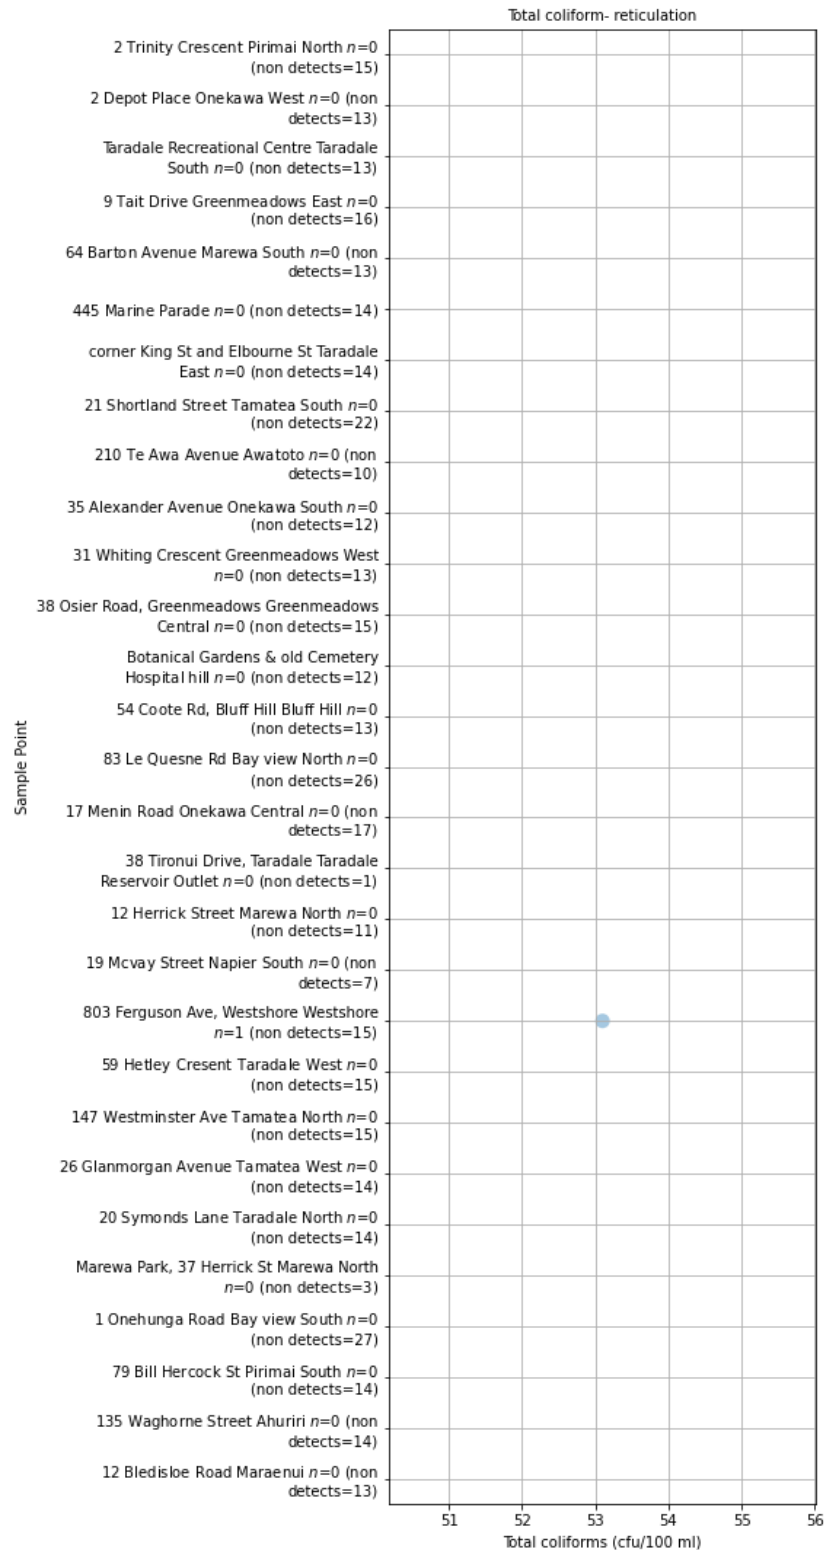 Total coliform- reticulation
2 Trinity Crescent Pirimai North n=0
(non detects=15)
2 Depot Place Onekawa West n=0 (non
detects=13)
Taradale Recreational Centre Taradale
South n=0 (non detects=13)
9 Tait Drive Greenmeadows East n=0
(non detects=16)
64 Barton Avenue Marewa South n=0 (non
detects=13)
445 Marine Parade n=0 (non detects=14)
corner King St and Elbourne St Taradale
East n=0 (non detects=14)
21 Shortland Street Tamatea South n=0
(non detects=22)
210 Te Awa Avenue Awatoto n=0 (non
detects=10)
35 Alexander Avenue Onekawa South n=0
(non detects=12)
31 Whiting Crescent Greenmeadows West
n=0 (non detects=13)
38 Osier Road, Greenmeadows Greenmeadows
Central n=0 (non detects=15)
Botanical Gardens & old Cemetery
Hospital hill n=0 (non detects=12)
54 Coote Rd, Bluff Hill Bluff Hill n=0
(non detects=13)
83 Le Quesne Rd Bay view North n=0
(non detects=26)
17 Menin Road Onekawa Central n=0 (non
detects=17)
38 Tironui Drive, Taradale Taradale
Reservoir Outlet n=0 (non detects=1)
12 Herrick Street Marewa North n=0
(non detects=11)
19 Mcvay Street Napier South n=0 (non
detects=7)
803 Ferguson Ave, Westshore Westshore
n=1 (non detects=15)
59 Hetley Cresent Taradale West n=0
(non detects=15)
147 Westminster Ave Tamatea North n=0
(non detects=15)
26 Glanmorgan Avenue Tamatea West n=0
(non detects=14)
20 Symonds Lane Taradale North n=0
(non detects=14)
Marewa Park, 37 Herrick St Marewa North
n=0 (non detects=3)
1 Onehunga Road Bay view South n=0
(non detects=27)
79 Bill Hercock St Pirimai South n=0
(non detects=14)
135 Waghorne Street Ahuriri n=0 (non
detects=14)
12 Bledisloe Road Maraenui n=0 (non
detects=13)
Sample Point
51 52 53 54 55 56
Total coliforms (cfu/100 ml)